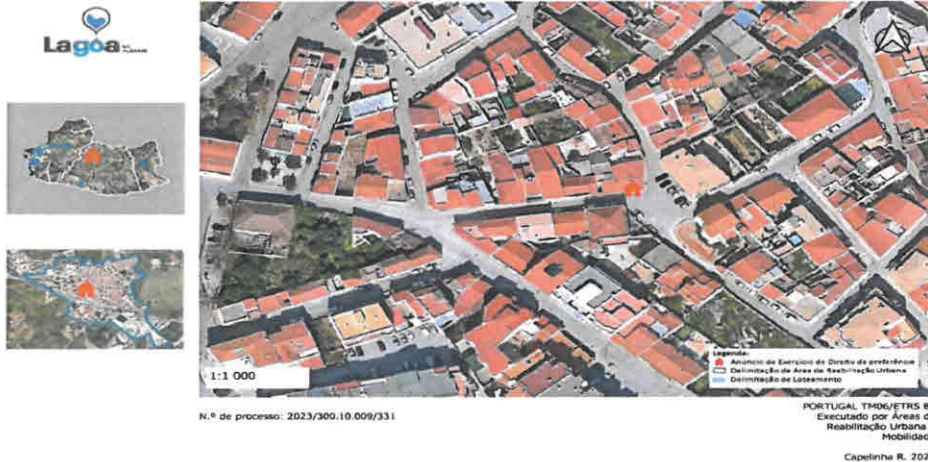 Lagoa
1:1 000
Legenda:
Anúncio de Exercício de Direito de preferência
Delimitação de Área de Reabilitação Urbana
Delimitação de Loteamento
N.º de processo: 2023/300.10.009/331
PORTUGAL TM06/ETRS 8
Executado por Áreas d
Reabilitação Urbana
Mobilidad
Capelinha R. 202